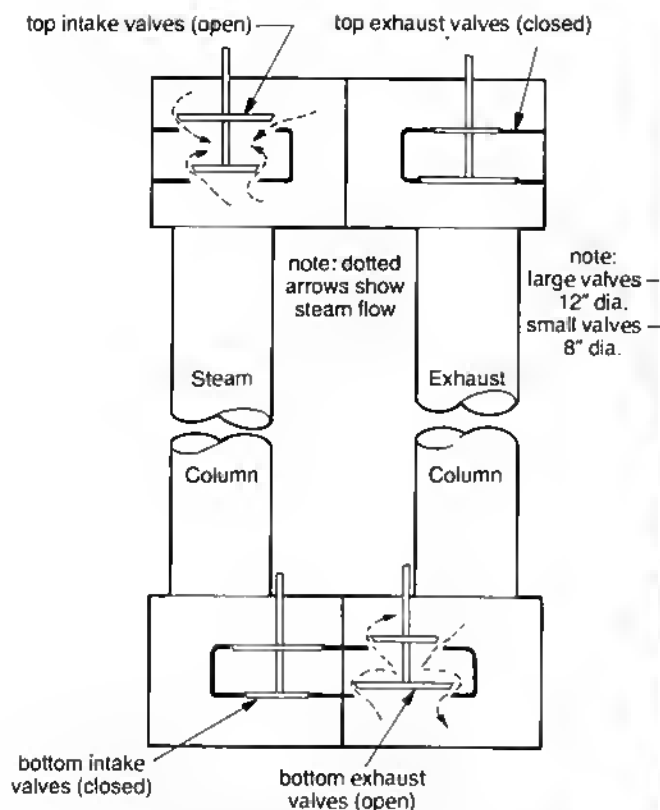 top intake valves (open)
top exhaust valves (closed)
note: dotted
arrows show
steam flow
note:
large valves –
12" dia.
small valves –
8" dia.
Steam
Exhaust
Column
Column
bottom intake
valves (closed)
bottom exhaust
valves (open)